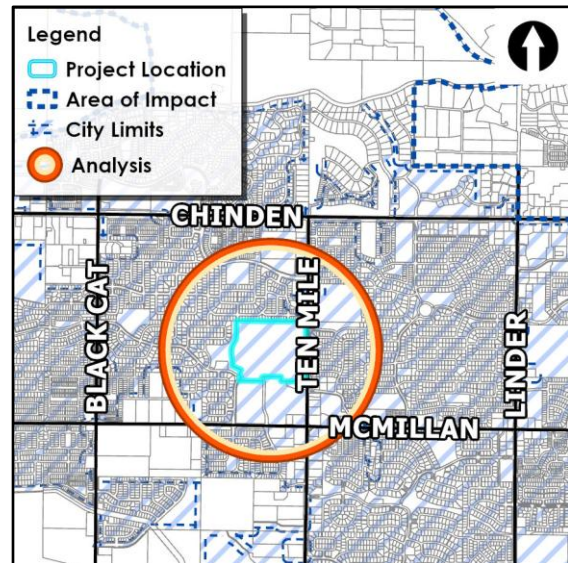 Legend
Project Location
Area of Impact
City Limits
Analysis
CHINDEN
BLACK CAT
TEN MILE
LINDER
MCMILLAN